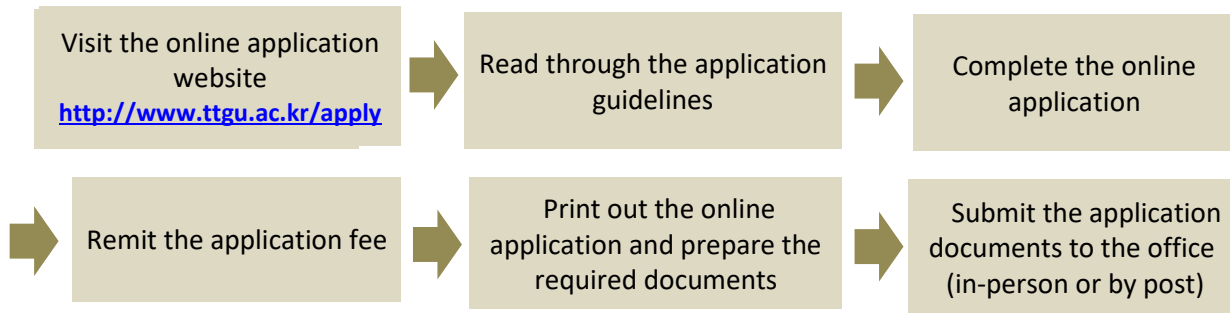 Visit the online application
website
http://www.ttgu.ac.kr/apply
Read through the application
guidelines
Complete the online
application
Remit the application fee
Print out the online
application and prepare the
required documents
Submit the application
documents to the office
(in-person or by post)